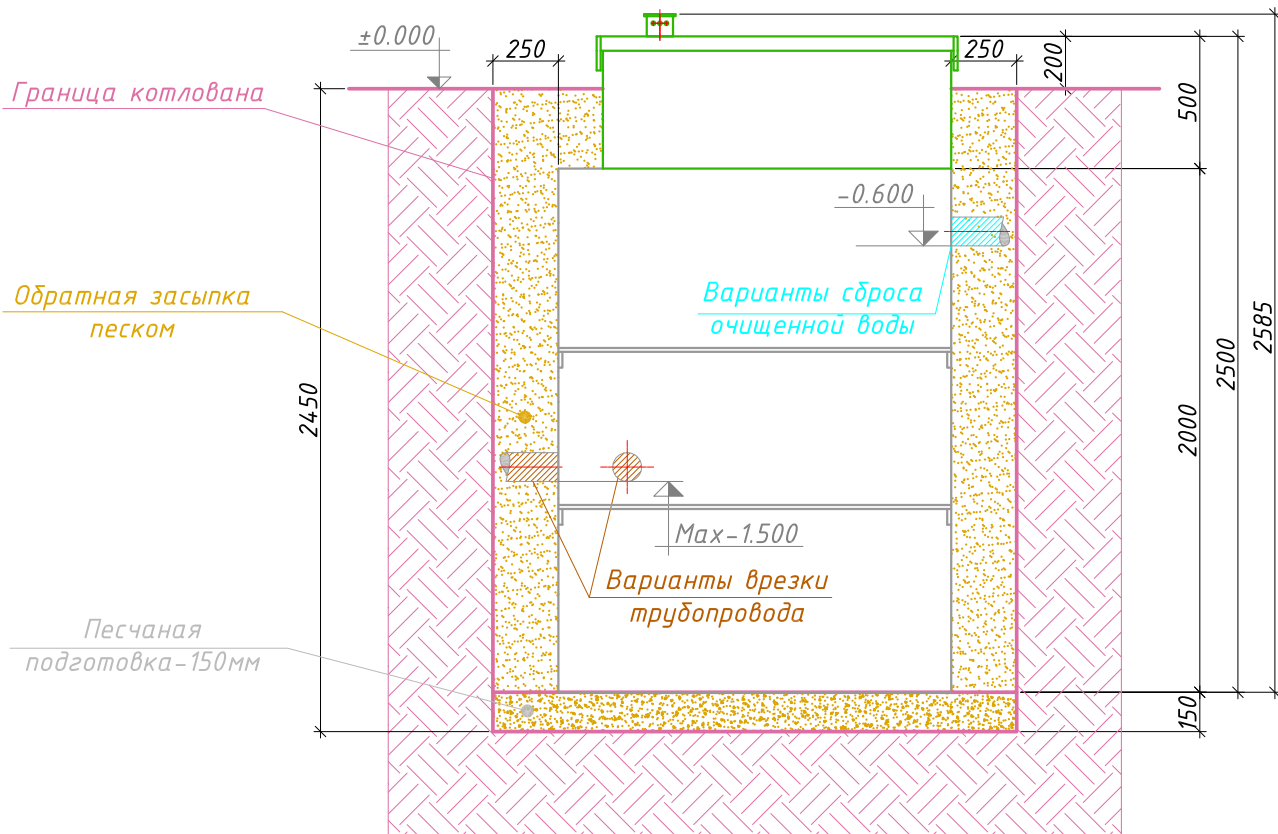 ±0.000
250
250
200
500
Граница котлована
-0.600
Обратная засыпка
песком
Варианты сброса
очищенной воды
2585
2500
2450
2000
Max-1.500
Варианты врезки
трубопровода
Песчаная
подготовка-150мм
150